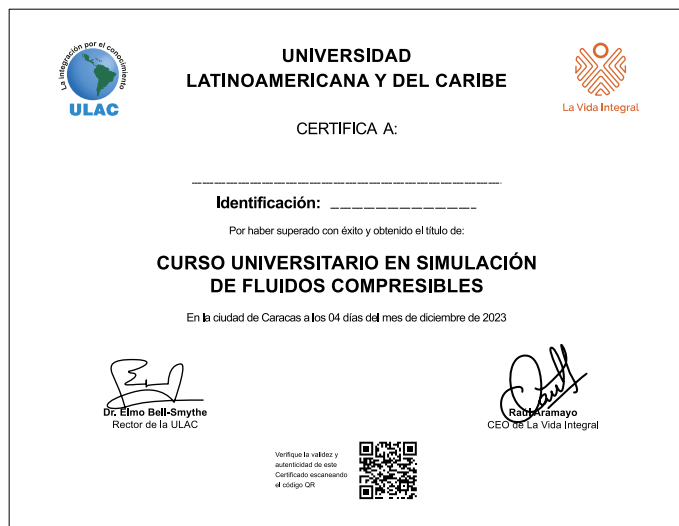 La integración por el conocimiento
ULAC
UNIVERSIDAD
LATINOAMERICANA Y DEL CARIBE
La Vida Integral
CERTIFICA A:
Identificación:
Por haber superado con éxito y obtenido el título de:
CURSO UNIVERSITARIO EN SIMULACIÓN
DE FLUIDOS COMPRESIBLES
En la ciudad de Caracas a los 04 días del mes de diciembre de 2023
Dr. Elmo Bell-Smythe
Rector de la ULAC
Raúl Aramayo
CEO de La Vida Integral
Verifique la validez y
autenticidad de este
Certificado escaneando
el código QR